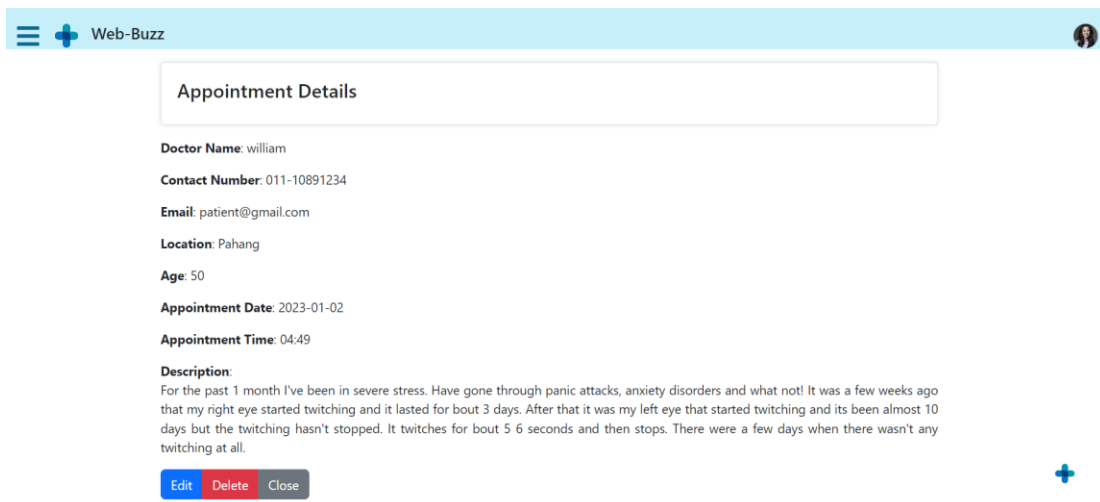 Web-Buzz
Appointment Details
Doctor Name: william
Contact Number: 011-10891234
Email: patient@gmail.com
Location: Pahang
Age: 50
Appointment Date: 2023-01-02
Appointment Time: 04:49
Description:
For the past 1 month I've been in severe stress. Have gone through panic attacks, anxiety disorders and what not! It was a few weeks ago
that my right eye started twitching and it lasted for bout 3 days. After that it was my left eye that started twitching and its been almost 10
days but the twitching hasn't stopped. It twitches for bout 5 6 seconds and then stops. There were a few days when there wasn't any
twitching at all.
Edit Delete Close